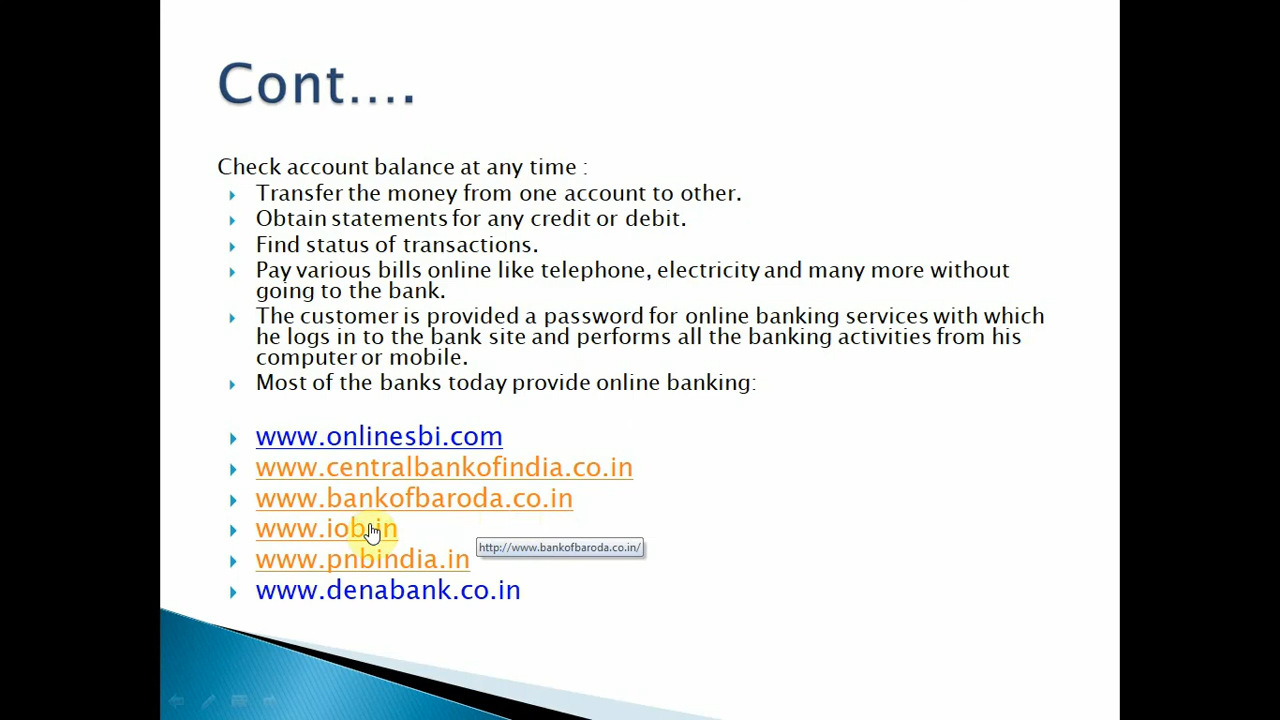 Cont....
Check account balance at any time :
Transfer the money from one account to other.
Obtain statements for any credit or debit.
Find status of transactions.
Pay various bills online like telephone, electricity and many more without
going to the bank.
The customer is provided a password for online banking services with which
he logs in to the bank site and performs all the banking activities from his
computer or mobile.
Most of the banks today provide online banking:
www.onlinesbi.com
www.centralbankofindia.co.in
www.bankofbaroda.co.in
www.iob.in
http://www.bankofbaroda.co.in/
www.pnbindia.in
www.denabank.co.in